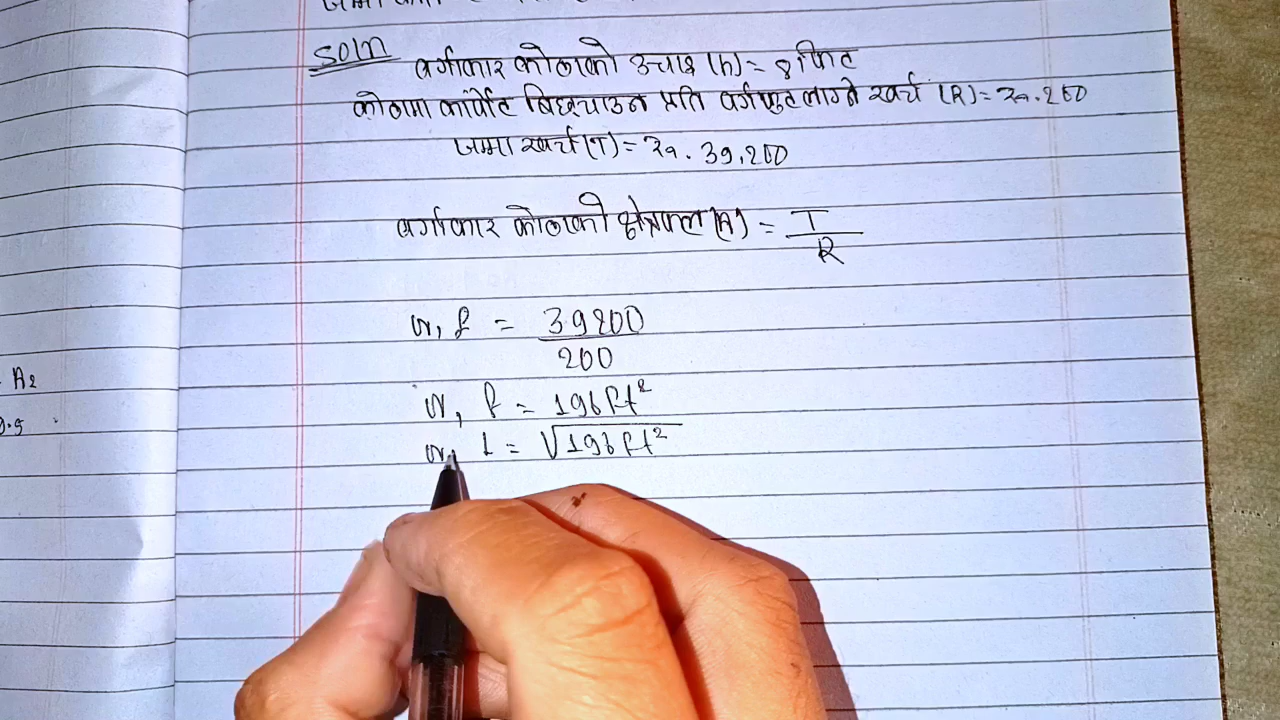 Soln वर्गाकार कोठाको उचाइ (h) = 8 फिट
कोठामा कार्पेट बिछ्याउन प्रति वर्गफुट लाग्ने खर्च (R) = रु. 200
जम्मा खर्च (T) = रु. 39,200
वर्गाकार कोठाको क्षेत्रफल (A) = T
R
or, l² = 39200
200
A2
or, l² = 196 ft²
or, l = √196 ft²